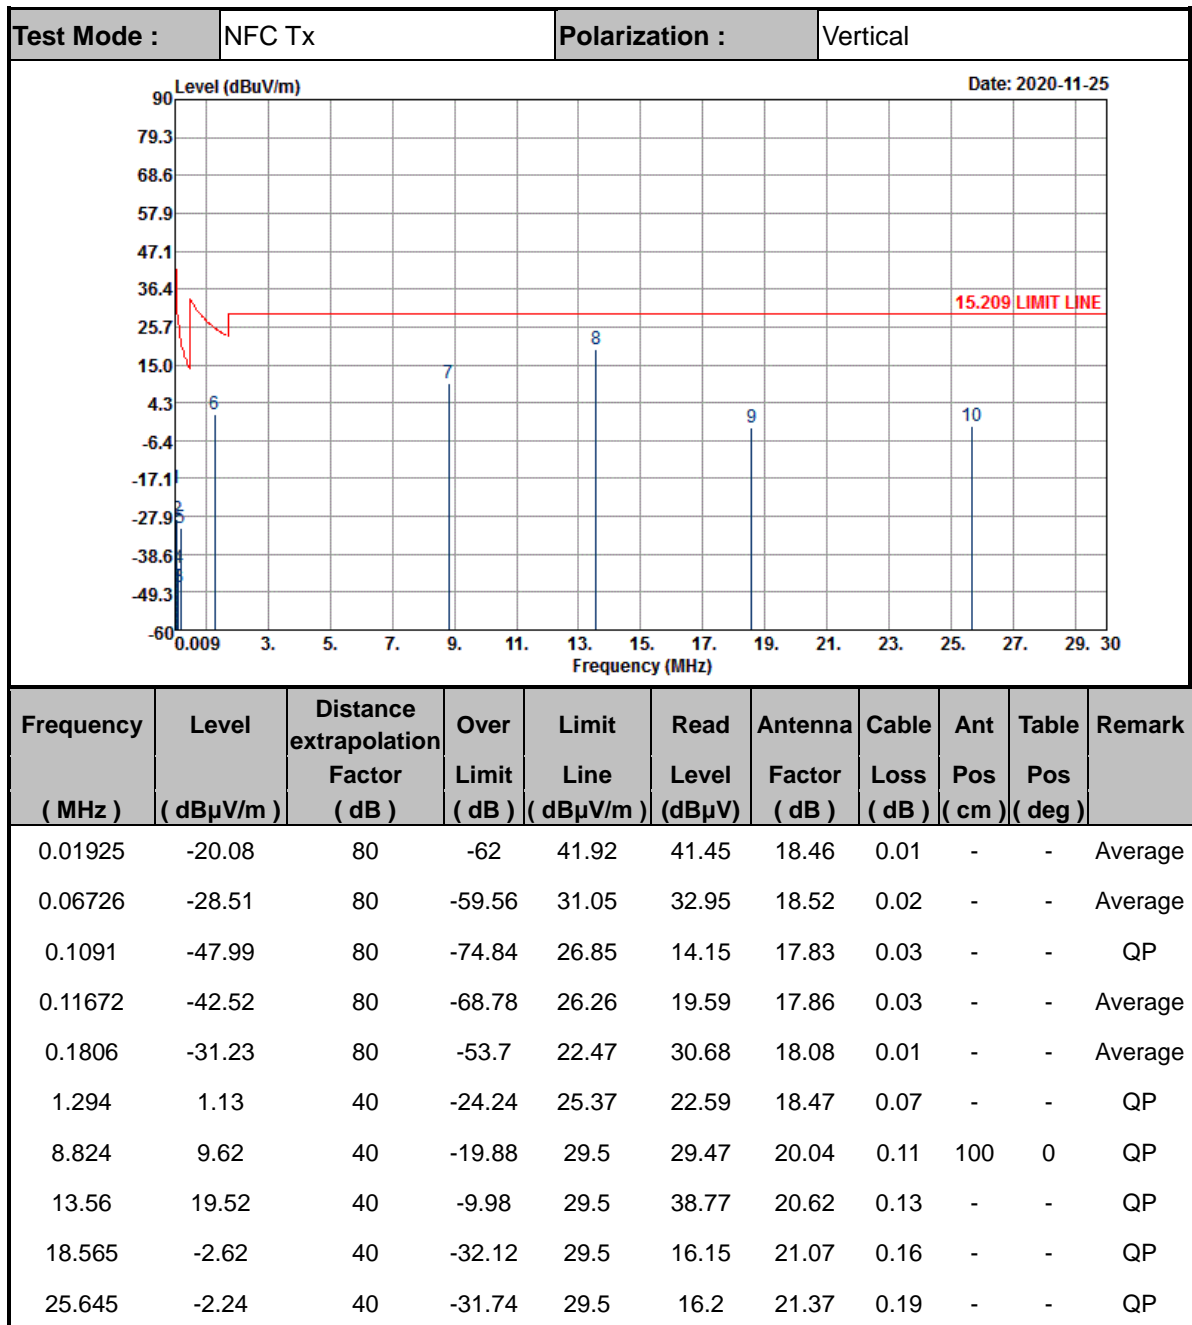 Test Mode : NFC Tx Polarization : Vertical
Level (dBuV/m) Date: 2020-11-25
90
79.3
68.6
57.9
47.1
36.4
15.209 LIMIT LINE
25.7
8
15.0
7
4.3
6
9
10
-6.4
-17.1
1
2
-27.9
5
-38.6
4
3
-49.3
-60
0.009 3. 5. 7. 9. 11. 13. 15. 17. 19. 21. 23. 25. 27. 29. 30
Frequency (MHz)
Frequency Level Distance extrapolation Over Limit Read Antenna Cable Ant Table Remark
Factor Limit Line Level Factor Loss Pos Pos
( MHz ) ( dBμV/m ) ( dB ) ( dB ) ( dBμV/m ) (dBμV) ( dB ) ( dB ) ( cm ) ( deg )
0.01925 -20.08 80 -62 41.92 41.45 18.46 0.01 - - Average
0.06726 -28.51 80 -59.56 31.05 32.95 18.52 0.02 - - Average
0.1091 -47.99 80 -74.84 26.85 14.15 17.83 0.03 - - QP
0.11672 -42.52 80 -68.78 26.26 19.59 17.86 0.03 - - Average
0.1806 -31.23 80 -53.7 22.47 30.68 18.08 0.01 - - Average
1.294 1.13 40 -24.24 25.37 22.59 18.47 0.07 - - QP
8.824 9.62 40 -19.88 29.5 29.47 20.04 0.11 100 0 QP
13.56 19.52 40 -9.98 29.5 38.77 20.62 0.13 - - QP
18.565 -2.62 40 -32.12 29.5 16.15 21.07 0.16 - - QP
25.645 -2.24 40 -31.74 29.5 16.2 21.37 0.19 - - QP